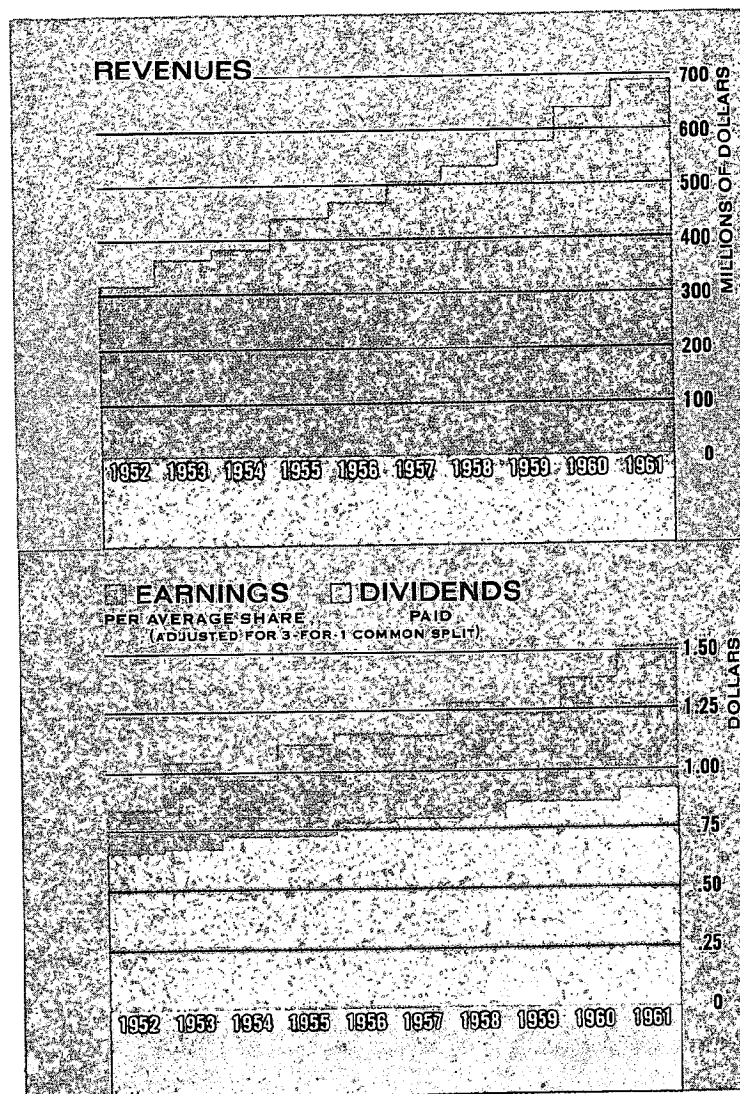 REVENUES
700
600
500
400
300
200
100
0
MILLIONS OF DOLLARS
1952 1953 1954 1955 1956 1957 1958 1959 1960 1961
EARNINGS DIVIDENDS
PER AVERAGE SHARE PAID
(ADJUSTED FOR 3-FOR-1 COMMON SPLIT)
1.50
1.25
1.00
.75
.50
.25
0
DOLLARS
1952 1953 1954 1955 1956 1957 1958 1959 1960 1961